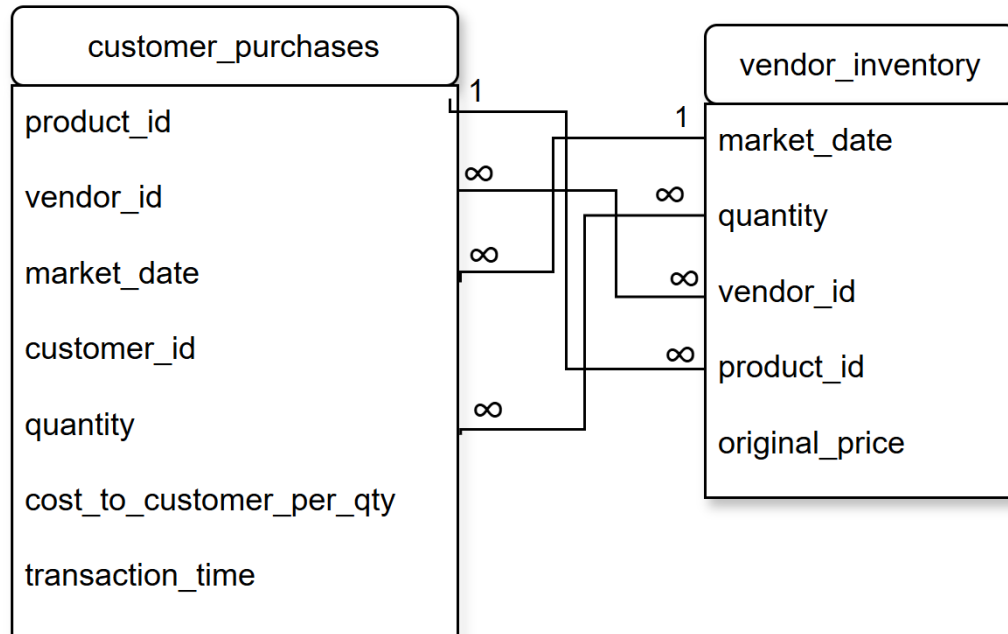 customer_purchases
product_id
vendor_id
market_date
customer_id
quantity
cost_to_customer_per_qty
transaction_time
1
∞
∞
∞
1
∞
∞
∞
vendor_inventory
market_date
quantity
vendor_id
product_id
original_price